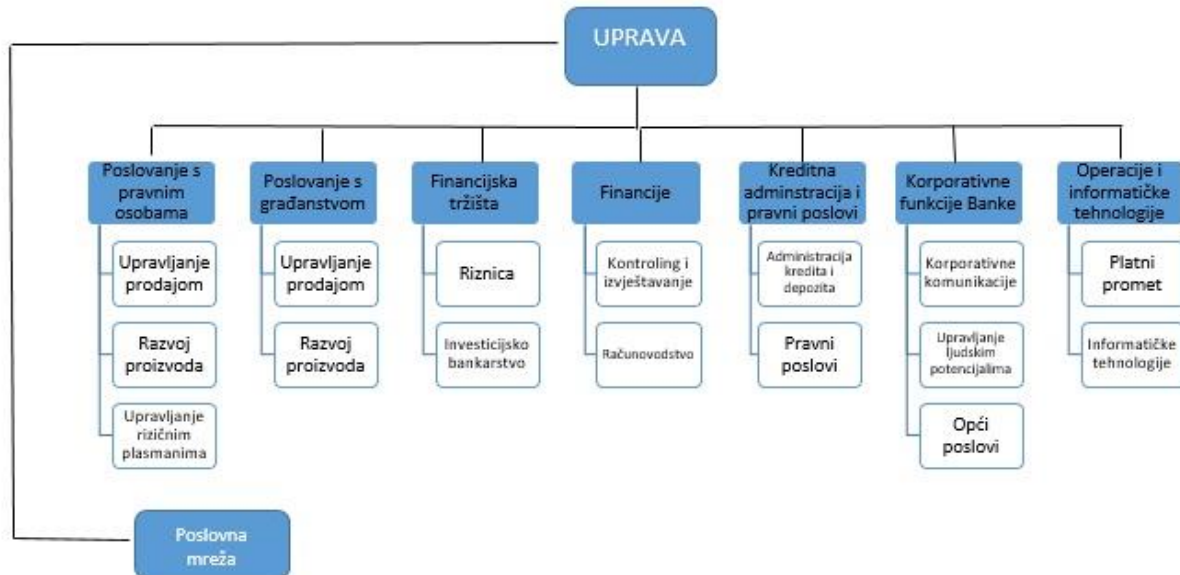 UPRAVA
Poslovanje s
pravnim
osobama
Poslovanje s
građanstvom
Financijska
tržišta
Financije
Kreditna
adminstracija i
pravni poslovi
Korporativne
funkcije Banke
Operacije i
informatičke
tehnologije
Upravljanje
prodajom
Razvoj
proizvoda
Upravljanje
rizičnim
plasmanima
Upravljanje
prodajom
Razvoj
proizvoda
Riznica
Investicijsko
bankarstvo
Kontroling i
izvještavanje
Računovodstvo
Administracija
kredita i
depozita
Pravni
poslovi
Korporativne
komunikacije
Upravljanje
ljudskim
potencijalima
Opći
poslovi
Platni
promet
Informatičke
tehnologije
Poslovna
mreža